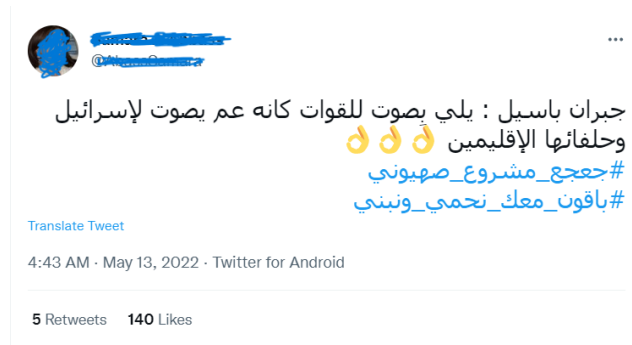 جبران باسيل : يلي بِصوت للقوات كانه عم يصوت لإسرائيل
وحلفائها الإقليمين 👌👌👌
#جعجع_مشروع_صهيوني
#باقون_معك_نحمي_ونبني
Translate Tweet
4:43 AM · May 13, 2022 · Twitter for Android
5 Retweets 140 Likes